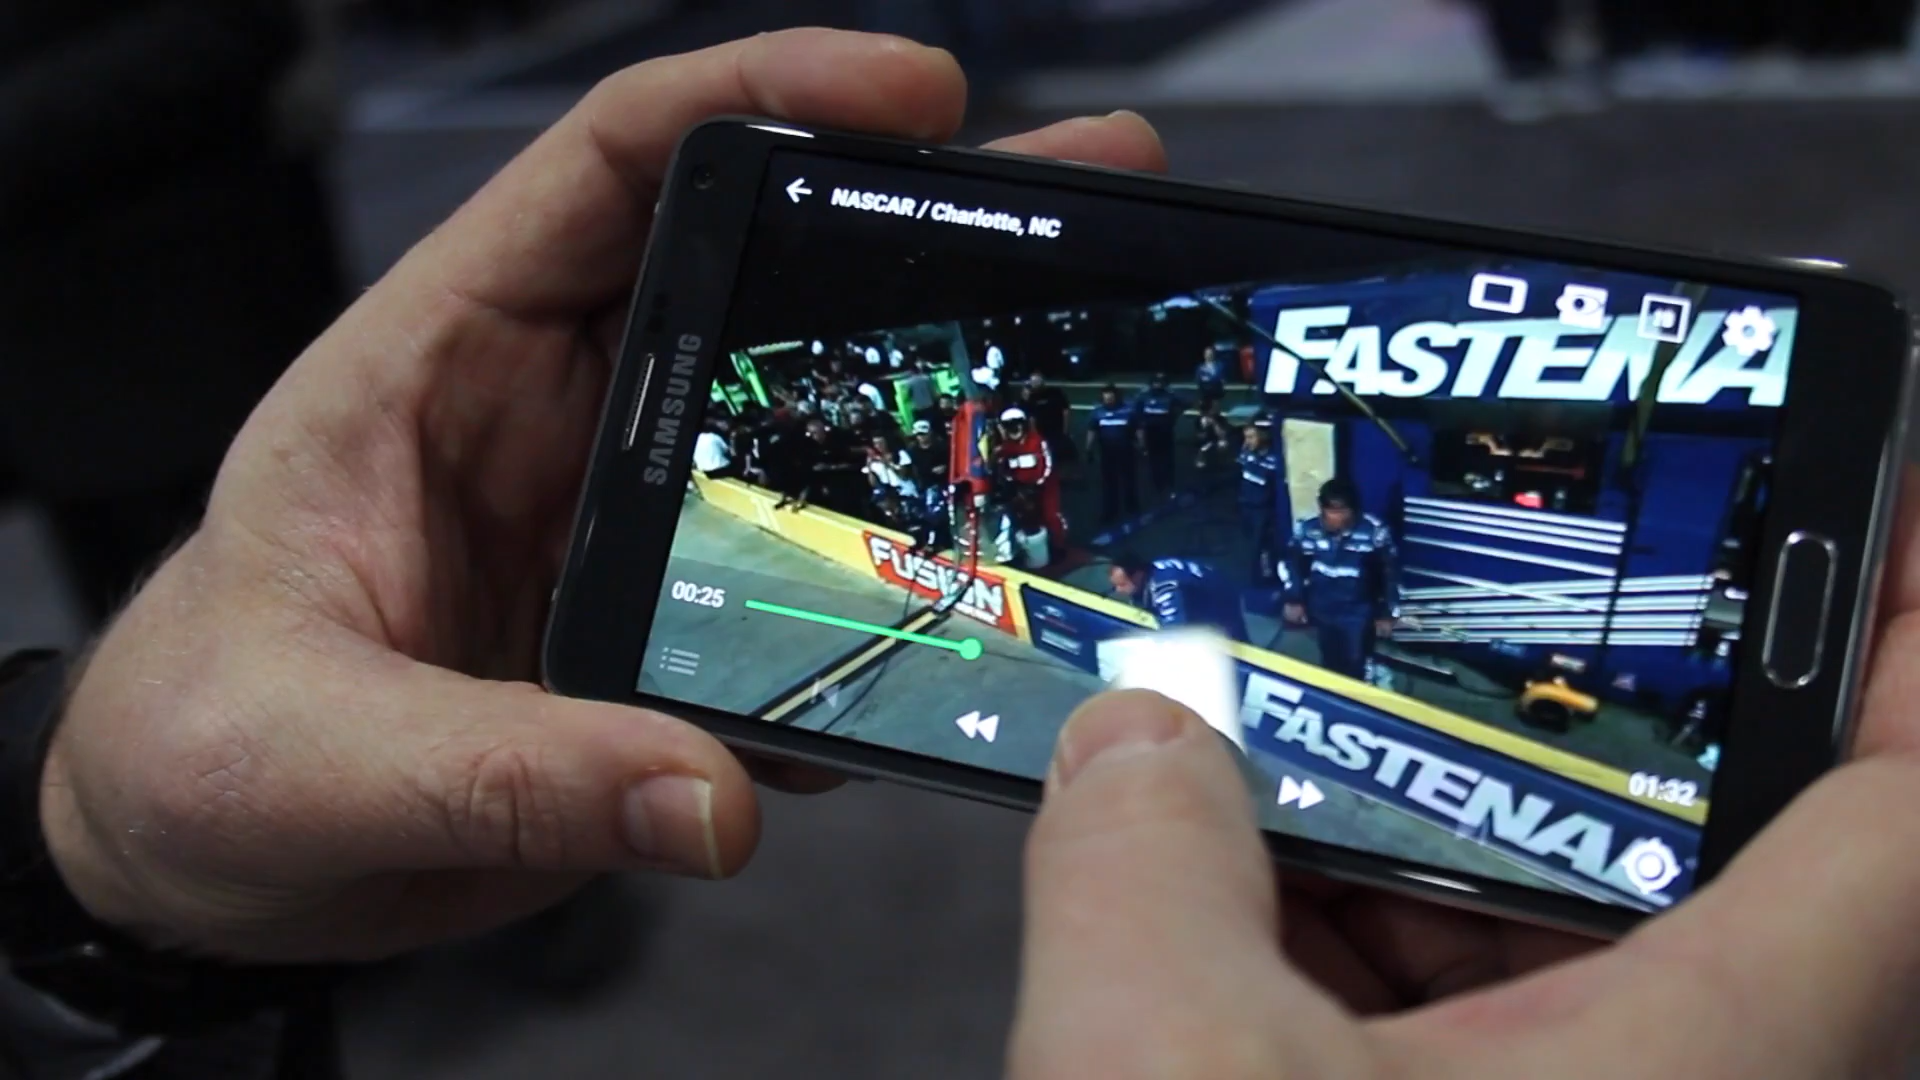 SAMSUNG
NASCAR / Charlotte, NC
FASTENA
FUSION
00:25
FASTENA
01:32